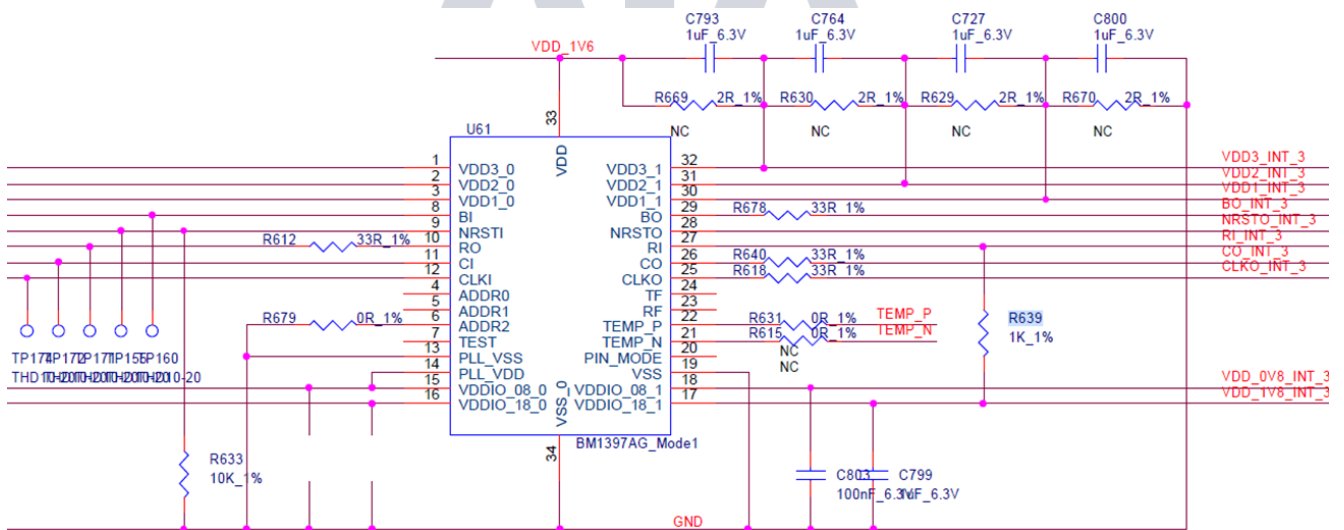 C793
1uF_6.3V
C764
1uF_6.3V
C727
1uF_6.3V
C800
1uF_6.3V
VDD_1V6
R669 2R_1%
R630 2R_1%
R629 2R_1%
R670 2R_1%
NC
NC
NC
NC
33
U61
VDD
1 VDD3_0
2 VDD2_0
3 VDD1_0
8 BI
9 NRSTI
10 RO
11 CI
12 CLKI
4 ADDR0
5 ADDR1
6 ADDR2
7 TEST
13 PLL_VSS
14 PLL_VDD
15 VDDIO_08_0
16 VDDIO_18_0
VSS_0
34
VDD3_1 32
VDD2_1 31
VDD1_1 30
BO 29
NRSTO 28
RI 27
CO 26
CLKO 25
TF 24
RF 23
TEMP_P 22
TEMP_N 21
PIN_MODE 20
VSS 19
VDDIO_08_1 18
VDDIO_18_1 17
BM1397AG_Mode1
R612 33R_1%
R679 0R_1%
R678 33R_1%
R640 33R_1%
R618 33R_1%
R631 0R_1% TEMP_P
R615 0R_1% TEMP_N
NC
NC
VDD3_INT_3
VDD2_INT_3
VDD1_INT_3
BO_INT_3
NRSTO_INT_3
RI_INT_3
CO_INT_3
CLKO_INT_3
R639
1K_1%
VDD_0V8_INT_3
VDD_1V8_INT_3
TP160
R633
10K_1%
C803
100nF_6.3V
C799
GND